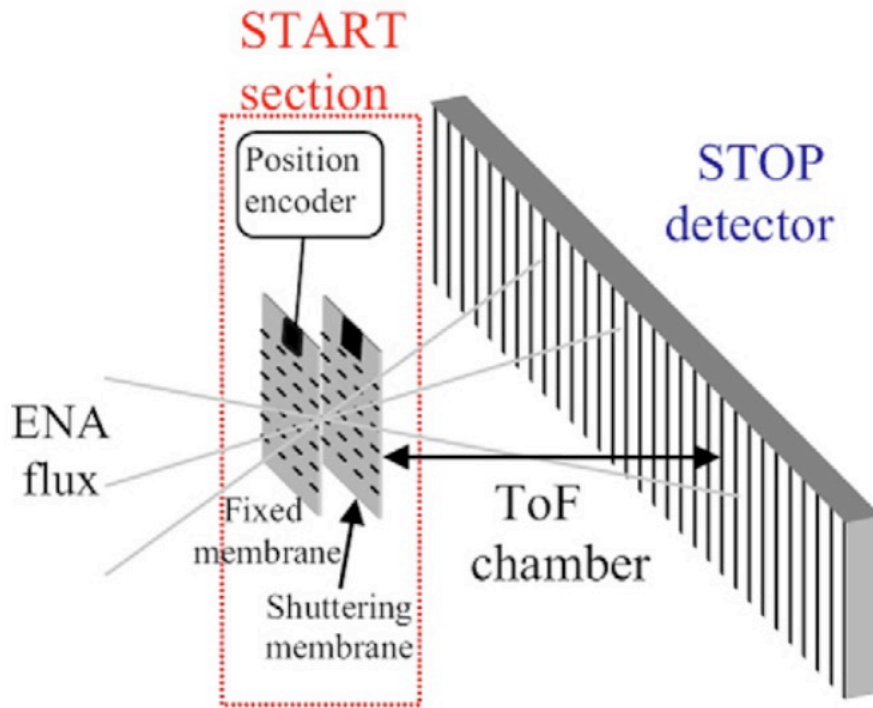 START
section
Position
encoder
STOP
detector
ENA
flux
Fixed
membrane
Shuttering
membrane
ToF
chamber